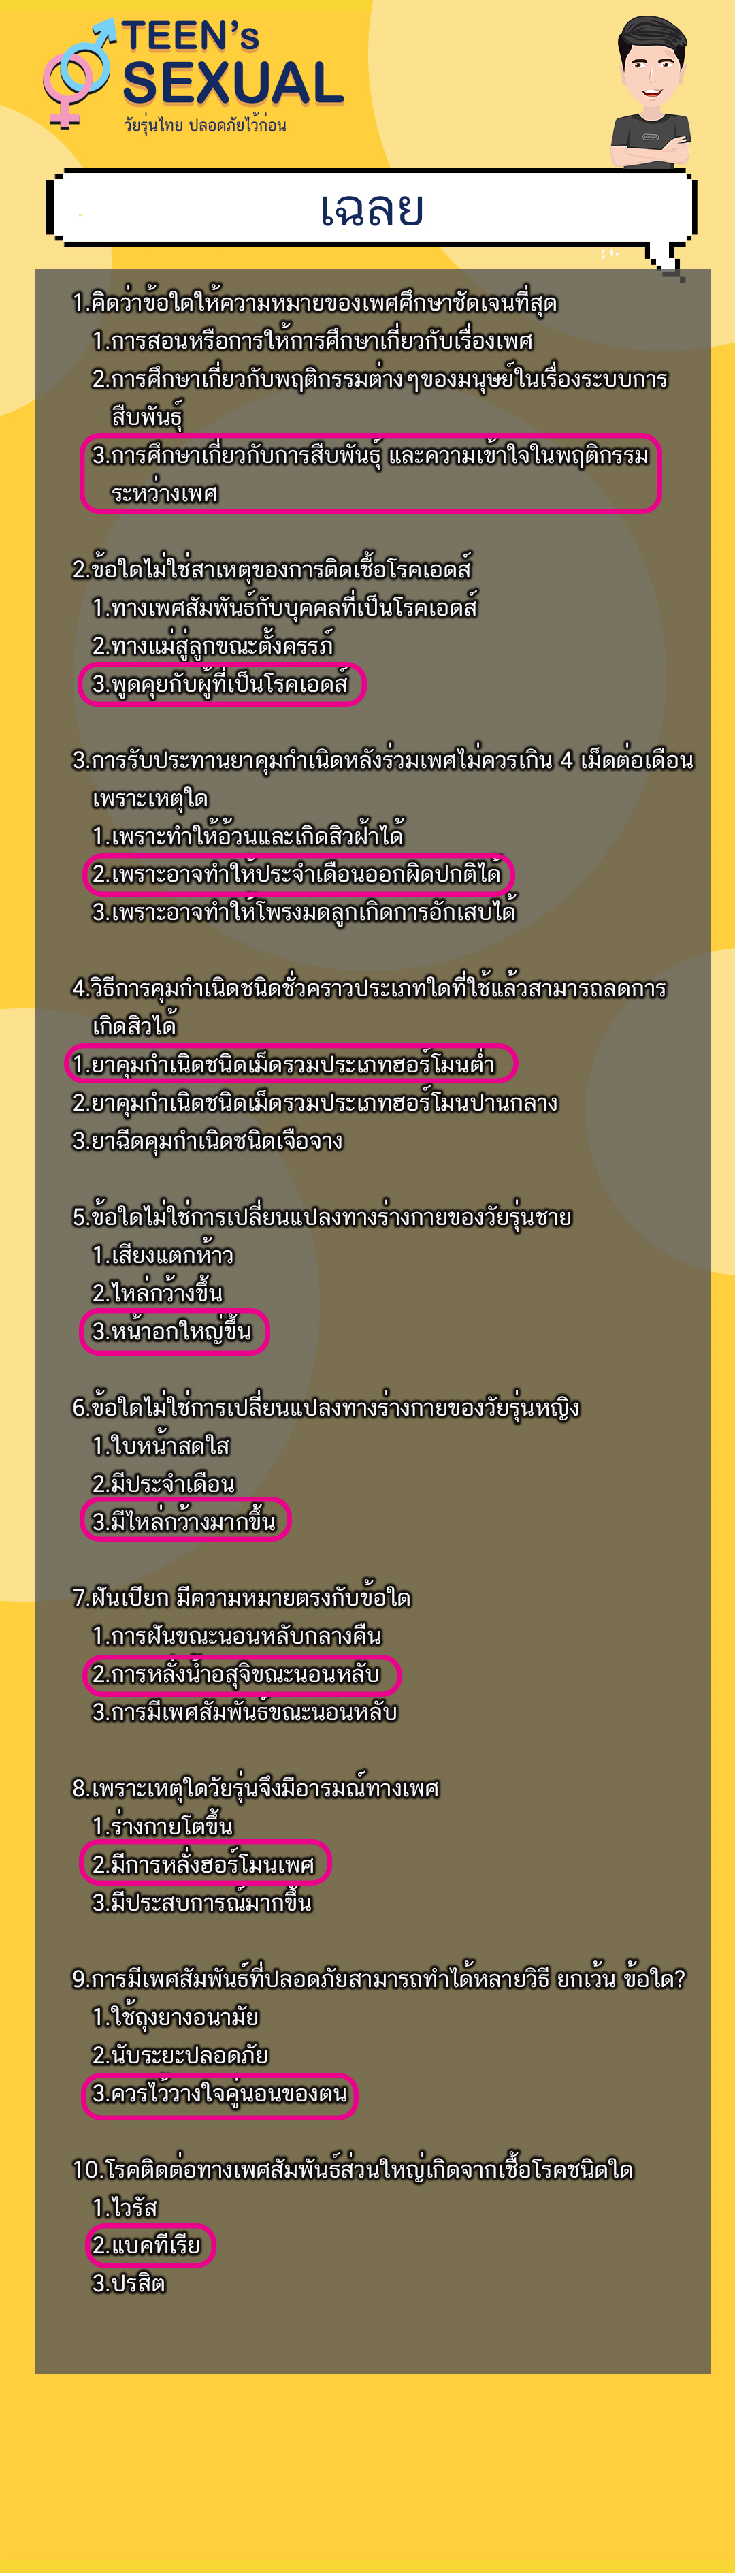 TEEN's
SEXUAL
วัยรุ่นไทย ปลอดภัยไว้ก่อน
เฉลย
1.คิดว่าข้อใดให้ความหมายของเพศศึกษาชัดเจนที่สุด
1.การสอนหรือการให้การศึกษาเกี่ยวกับเรื่องเพศ
2.การศึกษาเกี่ยวกับพฤติกรรมต่างๆของมนุษย์ในเรื่องระบบการ
สืบพันธุ์
3.การศึกษาเกี่ยวกับการสืบพันธุ์ และความเข้าใจในพฤติกรรม
ระหว่างเพศ
2.ข้อใดไม่ใช่สาเหตุของการติดเชื้อโรคเอดส์
1.ทางเพศสัมพันธ์กับบุคคลที่เป็นโรคเอดส์
2.ทางแม่สู่ลูกขณะตั้งครรภ์
3.พูดคุยกับผู้ที่เป็นโรคเอดส์
3.การรับประทานยาคุมกำเนิดหลังร่วมเพศไม่ควรเกิน 4 เม็ดต่อเดือน
เพราะเหตุใด
1.เพราะทำให้อ้วนและเกิดสิวฝ้าได้
2.เพราะอาจทำให้ประจำเดือนออกผิดปกติได้
3.เพราะอาจทำให้โพรงมดลูกเกิดการอักเสบได้
4.วิธีการคุมกำเนิดชนิดชั่วคราวประเภทใดที่ใช้แล้วสามารถลดการ
เกิดสิวได้
1.ยาคุมกำเนิดชนิดเม็ดรวมประเภทฮอร์โมนต่ำ
2.ยาคุมกำเนิดชนิดเม็ดรวมประเภทฮอร์โมนปานกลาง
3.ยาฉีดคุมกำเนิดชนิดเจือจาง
5.ข้อใดไม่ใช่การเปลี่ยนแปลงทางร่างกายของวัยรุ่นชาย
1.เสียงแตกห้าว
2.ไหล่กว้างขึ้น
3.หน้าอกใหญ่ขึ้น
6.ข้อใดไม่ใช่การเปลี่ยนแปลงทางร่างกายของวัยรุ่นหญิง
1.ใบหน้าสดใส
2.มีประจำเดือน
3.มีไหล่กว้างมากขึ้น
7.ฝันเปียก มีความหมายตรงกับข้อใด
1.การฝันขณะนอนหลับกลางคืน
2.การหลั่งน้ำอสุจิขณะนอนหลับ
3.การมีเพศสัมพันธ์ขณะนอนหลับ
8.เพราะเหตุใดวัยรุ่นจึงมีอารมณ์ทางเพศ
1.ร่างกายโตขึ้น
2.มีการหลั่งฮอร์โมนเพศ
3.มีประสบการณ์มากขึ้น
9.การมีเพศสัมพันธ์ที่ปลอดภัยสามารถทำได้หลายวิธี ยกเว้น ข้อใด?
1.ใช้ถุงยางอนามัย
2.นับระยะปลอดภัย
3.ควรไว้วางใจคู่นอนของตน
10.โรคติดต่อทางเพศสัมพันธ์ส่วนใหญ่เกิดจากเชื้อโรคชนิดใด
1.ไวรัส
2.แบคทีเรีย
3.ปรสิต